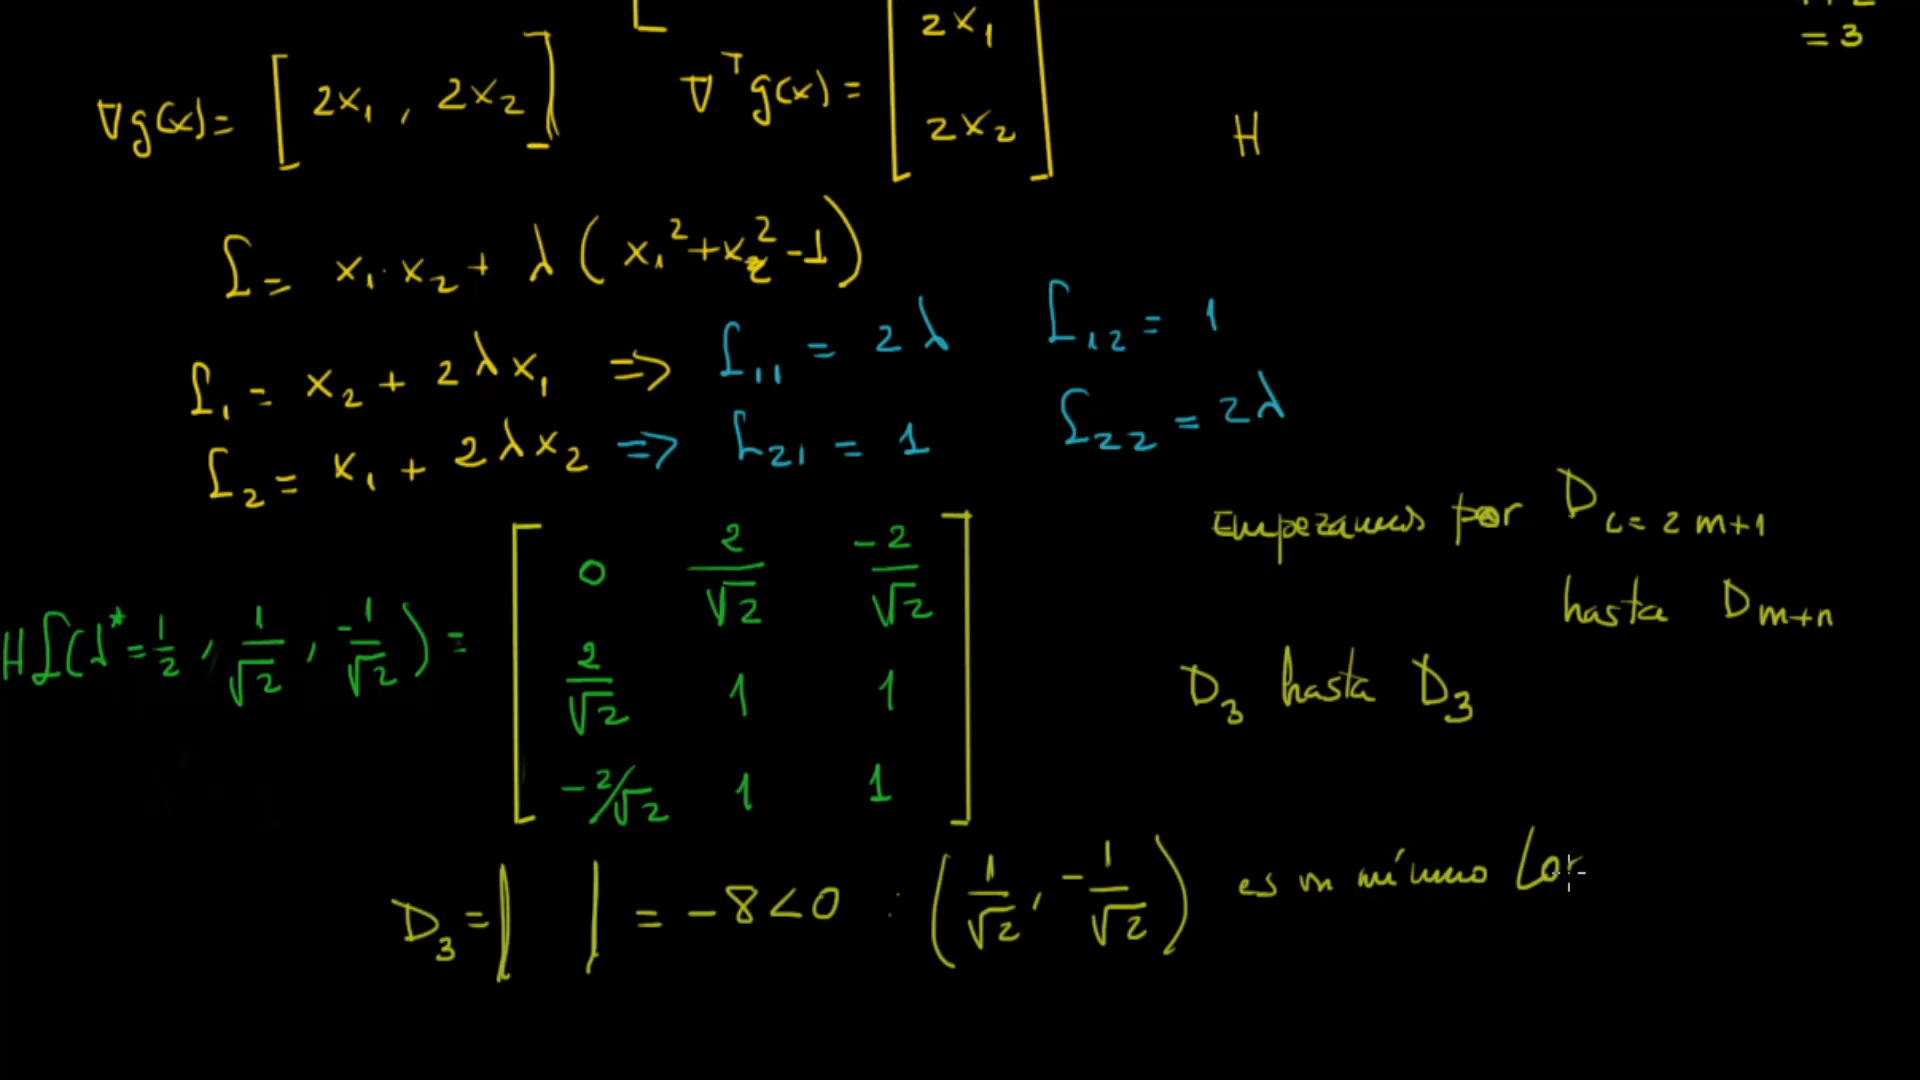 ∇g(x) = [ 2x₁ , 2x₂ ]   ∇ᵀg(x) = [ 2x₁
2x₂ ]
= 3
H
L = x₁·x₂ + λ ( x₁² + x₂² - 1 )
L₁ = x₂ + 2λx₁ => L₁₁ = 2λ   L₁₂ = 1
L₂ = x₁ + 2λx₂ => L₂₁ = 1   L₂₂ = 2λ
Empezamos por D i = 2m+1
hasta D m+n
D₃ hasta D₃
HL(λ* = 1/2 , 1/√2 , -1/√2) =
0   2/√2   -2/√2
2/√2   1   1
-2/√2   1   1
D₃ = |   | = -8 < 0 : (1/√2 , -1/√2) es un mínimo Lor